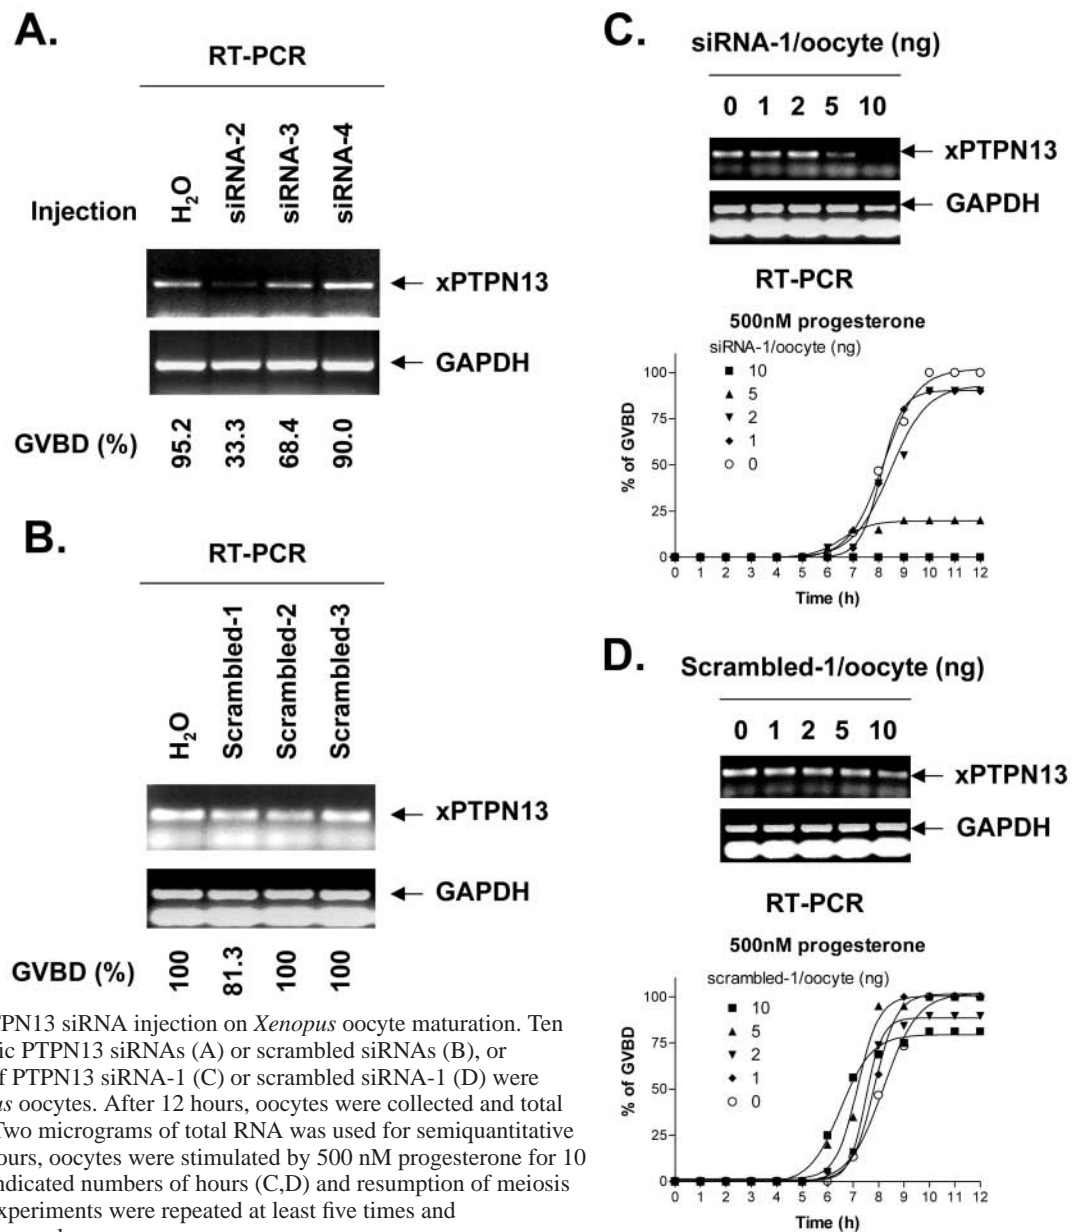 A.
RT-PCR
Injection
H2O
siRNA-2
siRNA-3
siRNA-4
xPTPN13
GAPDH
GVBD (%)
95.2
33.3
68.4
90.0
B.
RT-PCR
H2O
Scrambled-1
Scrambled-2
Scrambled-3
xPTPN13
GAPDH
GVBD (%)
100
81.3
100
100
PN13 siRNA injection on Xenopus oocyte maturation. Ten
fic PTPN13 siRNAs (A) or scrambled siRNAs (B), or
f PTPN13 siRNA-1 (C) or scrambled siRNA-1 (D) were
us oocytes. After 12 hours, oocytes were collected and total
Two micrograms of total RNA was used for semiquantitative
ours, oocytes were stimulated by 500 nM progesterone for 10
ndicated numbers of hours (C,D) and resumption of meiosis
xperiments were repeated at least five times and
C.
siRNA-1/oocyte (ng)
0 1 2 5 10
xPTPN13
GAPDH
RT-PCR
500nM progesterone
siRNA-1/oocyte (ng)
10
5
2
1
0
% of GVBD
100
75
50
25
0
0 1 2 3 4 5 6 7 8 9 10 11 12
Time (h)
D.
Scrambled-1/oocyte (ng)
0 1 2 5 10
xPTPN13
GAPDH
RT-PCR
500nM progesterone
scrambled-1/oocyte (ng)
10
5
2
1
0
% of GVBD
100
75
50
25
0
0 1 2 3 4 5 6 7 8 9 10 11 12
Time (h)